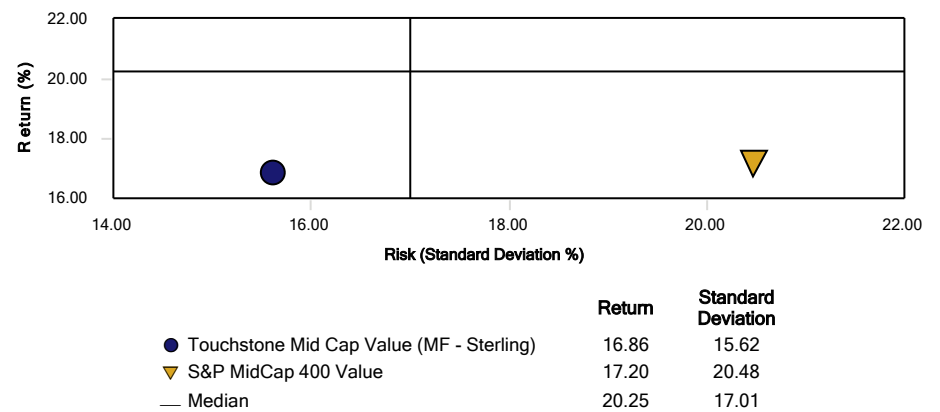 22.00
20.00
18.00
16.00
Return (%)
14.00 16.00 18.00 20.00 22.00
Risk (Standard Deviation %)
Return Standard Deviation
Touchstone Mid Cap Value (MF - Sterling) 16.86 15.62
S&P MidCap 400 Value 17.20 20.48
Median 20.25 17.01